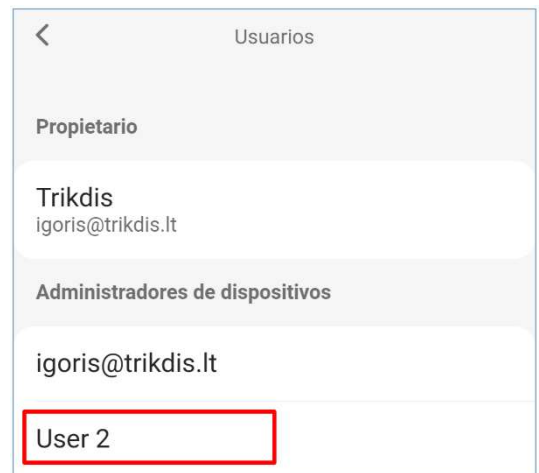 Usuarios
Propietario
Trikdis
igoris@trikdis.lt
Administradores de dispositivos
igoris@trikdis.lt
User 2